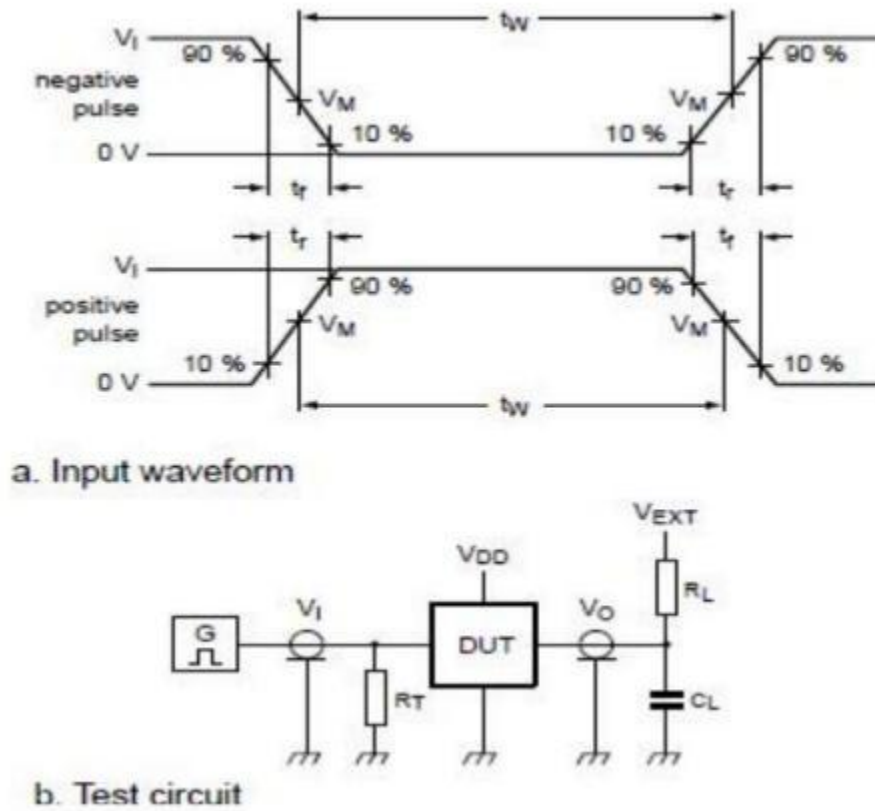 tW
VI
90 %
90 %
negative
pulse
VM
VM
10 %
10 %
0 V
tf
tr
tr
tf
VI
90 %
90 %
positive
pulse
VM
VM
10 %
10 %
0 V
tW
a. Input waveform
VEXT
VDD
RL
VI
VO
G
DUT
RT
CL
b. Test circuit